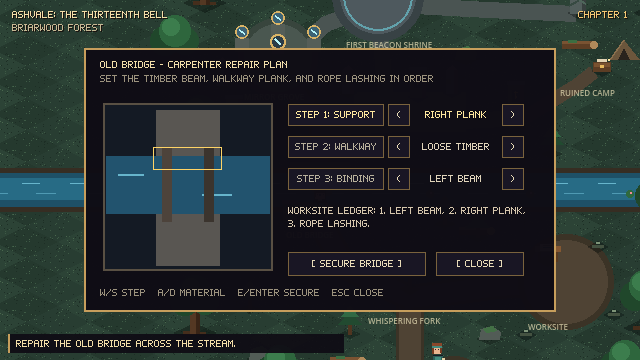 ASHVALE: THE THIRTEENTH BELL
BRIARWOOD FOREST
CHAPTER 1
FIRST BEACON SHRINE
RUINED CAMP
OLD BRIDGE - CARPENTER REPAIR PLAN
SET THE TIMBER BEAM, WALKWAY PLANK, AND ROPE LASHING IN ORDER
STEP 1: SUPPORT < RIGHT PLANK >
STEP 2: WALKWAY < LOOSE TIMBER >
STEP 3: BINDING < LEFT BEAM >
WORKSITE LEDGER: 1. LEFT BEAM, 2. RIGHT PLANK,
3. ROPE LASHING.
[ SECURE BRIDGE ] [ CLOSE ]
W/S STEP A/D MATERIAL E/ENTER SECURE ESC CLOSE
WHISPERING FORK
WORKSITE
REPAIR THE OLD BRIDGE ACROSS THE STREAM.